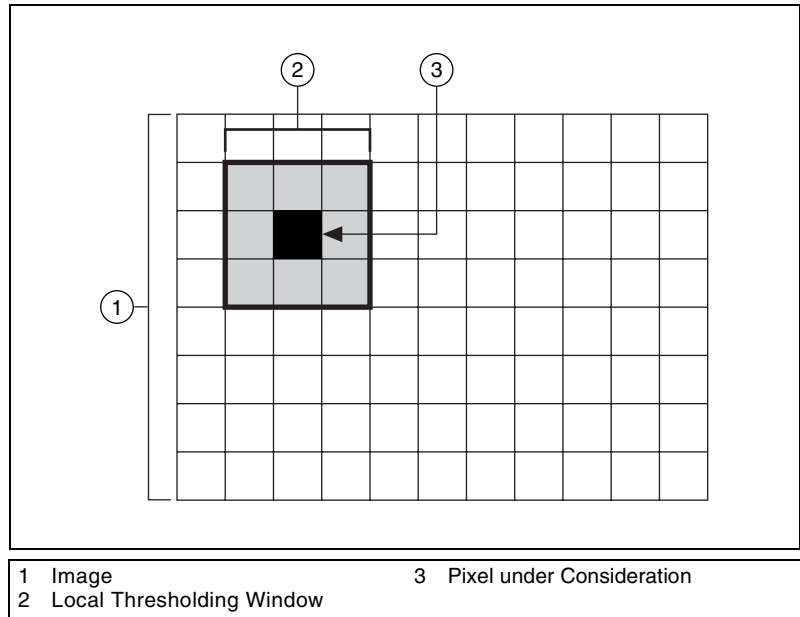 2 3
1
1 Image 3 Pixel under Consideration
2 Local Thresholding Window